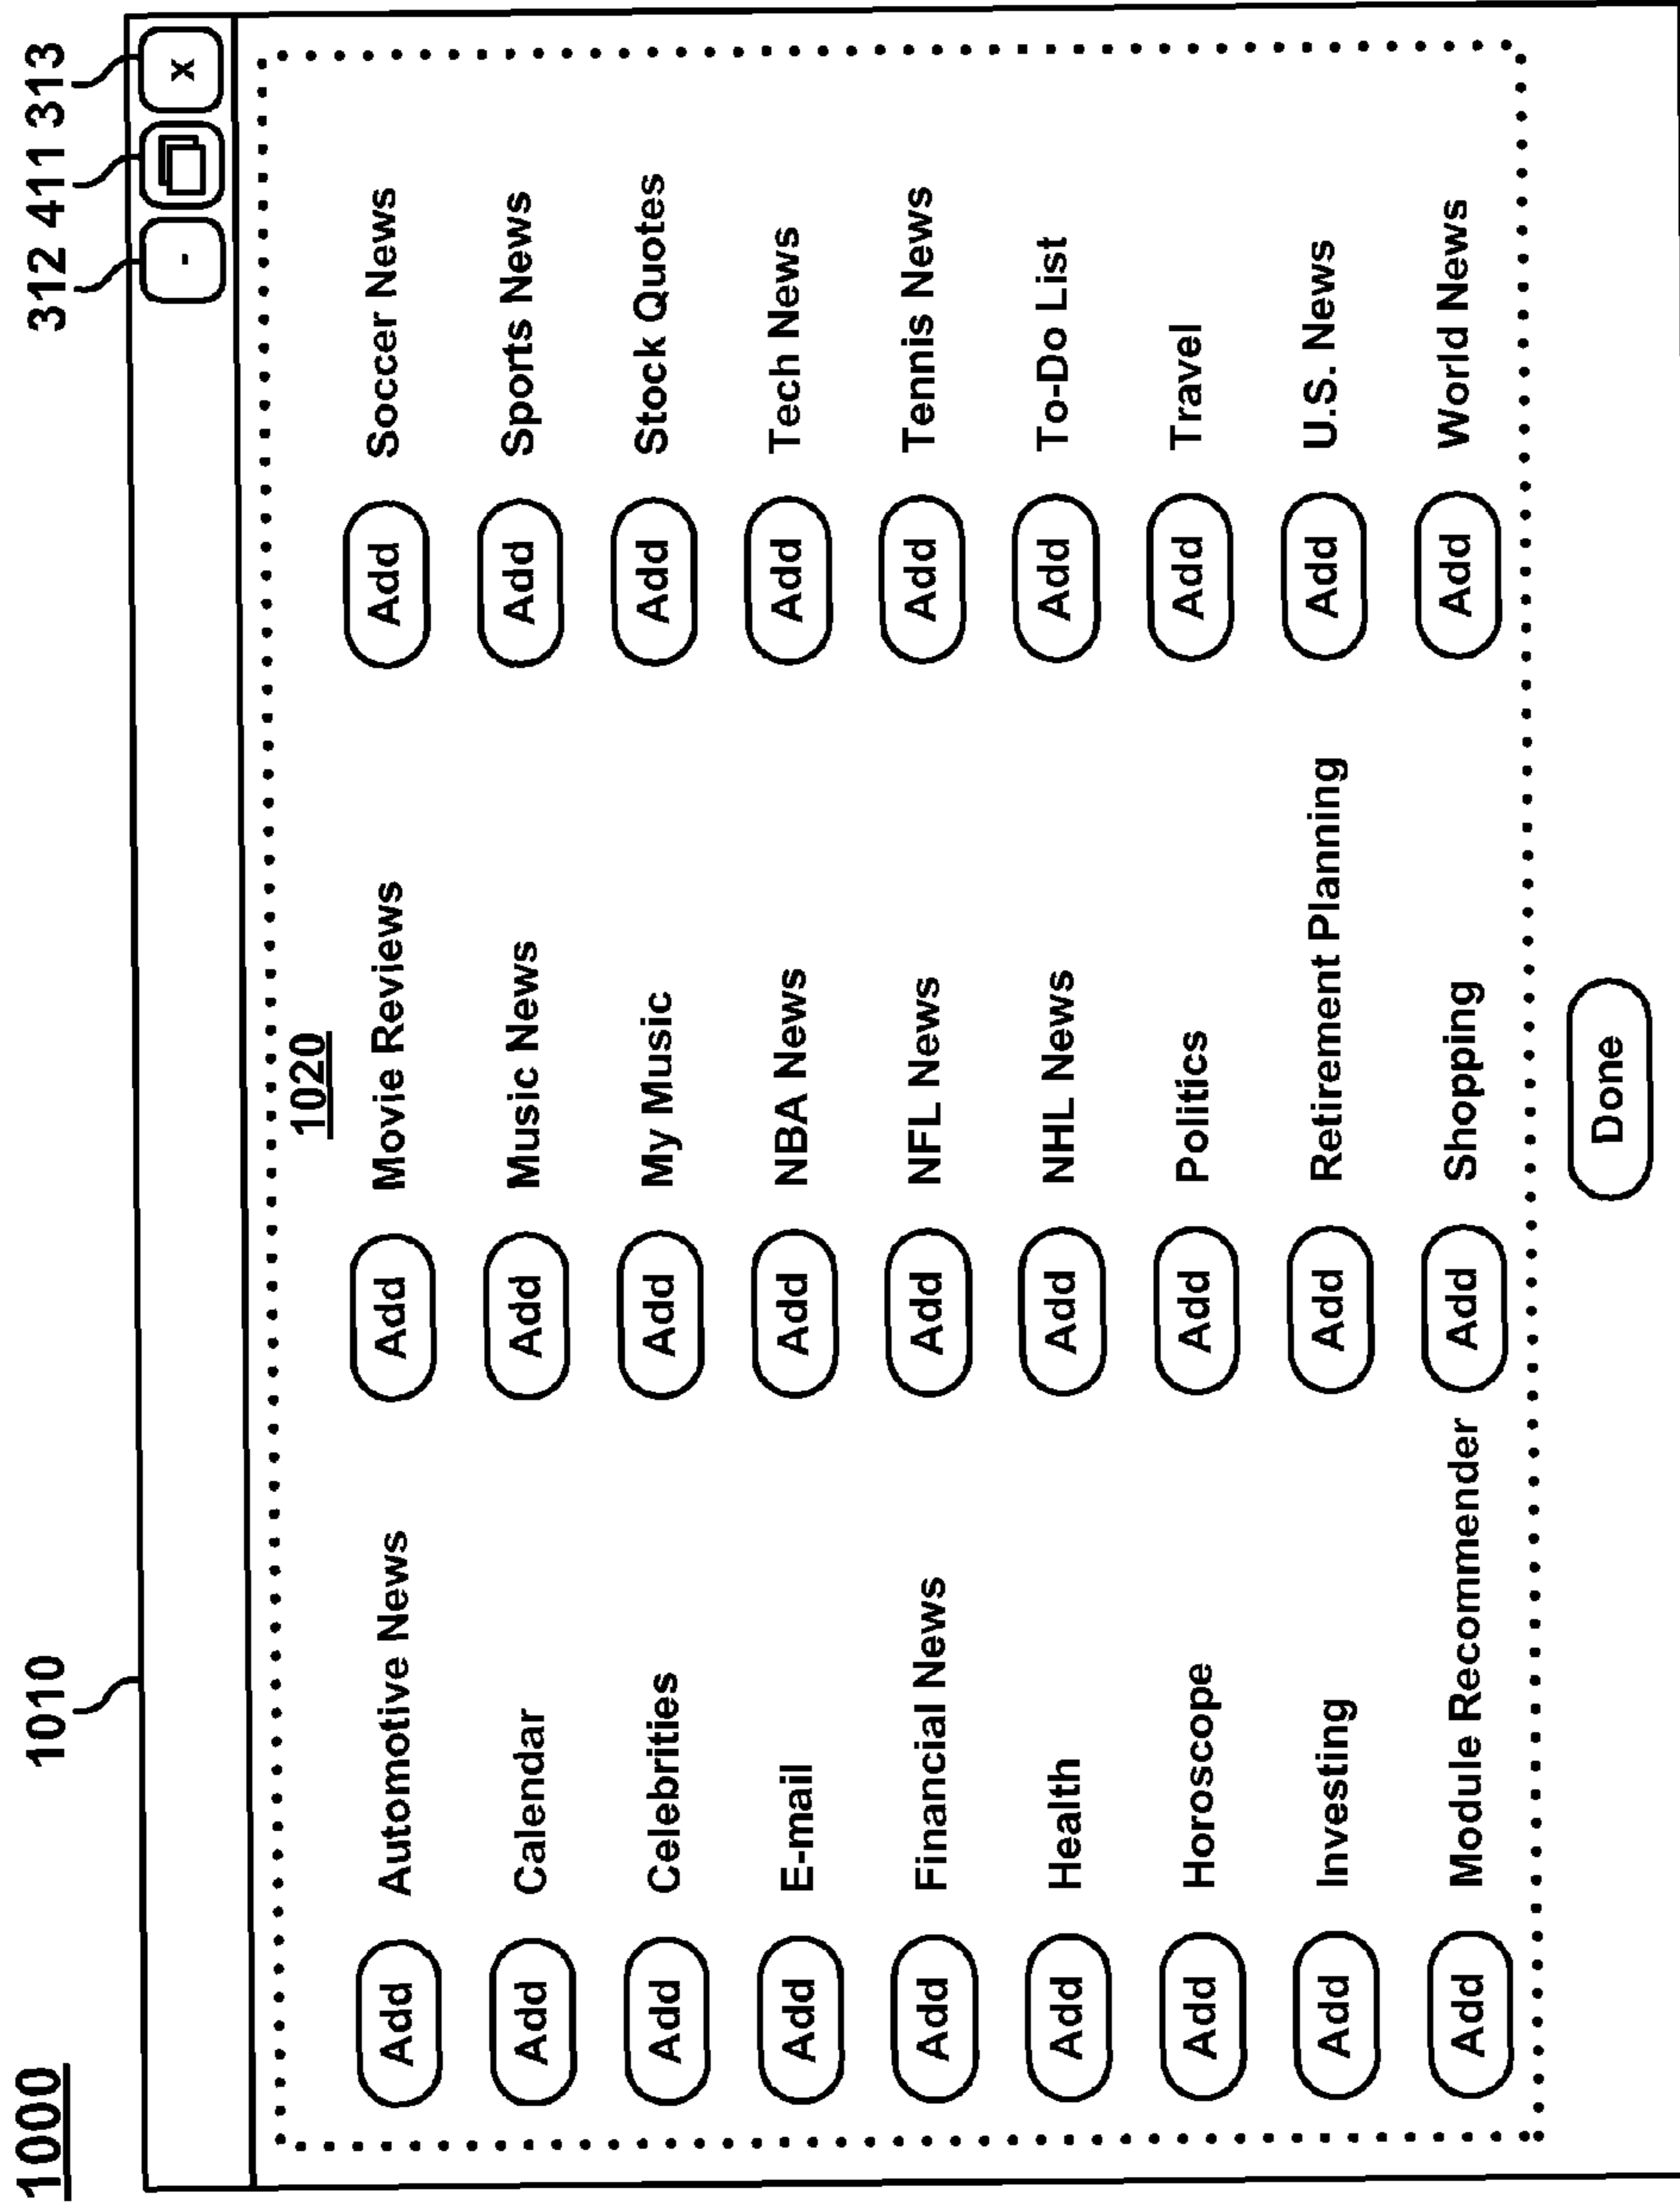 1000
1010
312 411 313
- x
1020
Add Automotive News Add Movie Reviews Add Soccer News
Add Calendar Add Music News Add Sports News
Add Celebrities Add My Music Add Stock Quotes
Add E-mail Add NBA News Add Tech News
Add Financial News Add NFL News Add Tennis News
Add Health Add NHL News Add To-Do List
Add Horoscope Add Politics Add Travel
Add Investing Add Retirement Planning Add U.S. News
Add Module Recommender Add Shopping Add World News
Done